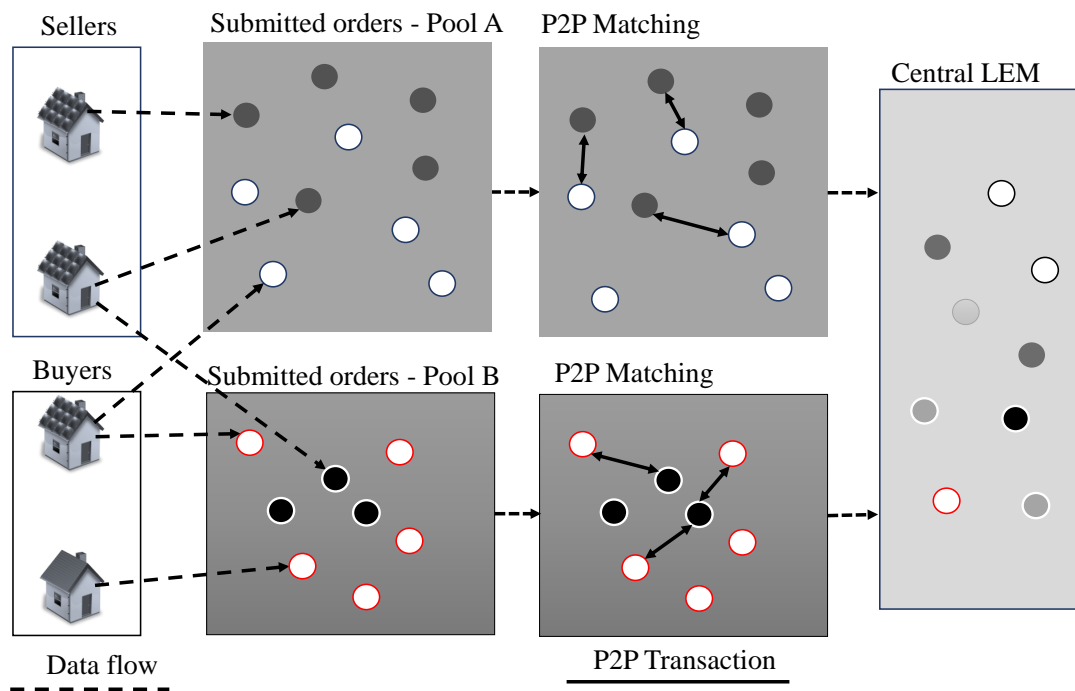 Sellers
Submitted orders - Pool A
P2P Matching
Central LEM
Buyers
Submitted orders - Pool B
P2P Matching
Data flow
P2P Transaction